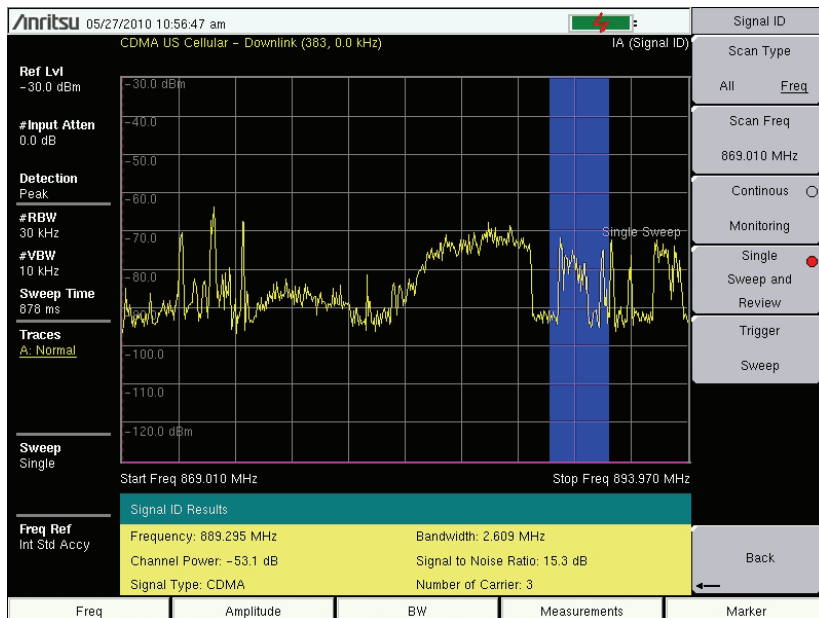 Anritsu 05/27/2010 10:56:47 am
CDMA US Cellular - Downlink (383, 0.0 kHz)
IA (Signal ID)
Ref Lvl
-30.0 dBm
#Input Atten
0.0 dB
Detection
Peak
#RBW
30 kHz
#VBW
10 kHz
Sweep Time
878 ms
Traces
A: Normal
Sweep
Single
Freq Ref
Int Std Accy
-30.0 dBm
-40.0
-50.0
-60.0
-70.0
-80.0
-100.0
-110.0
-120.0 dBm
Single Sweep
Start Freq 869.010 MHz
Stop Freq 893.970 MHz
Signal ID Results
Frequency: 889.295 MHz
Bandwidth: 2.609 MHz
Channel Power: -53.1 dB
Signal to Noise Ratio: 15.3 dB
Signal Type: CDMA
Number of Carrier: 3
Signal ID
Scan Type
All Freq
Scan Freq
869.010 MHz
Continous
Monitoring
Single
Sweep and
Review
Trigger
Sweep
Back
Freq
Amplitude
BW
Measurements
Marker